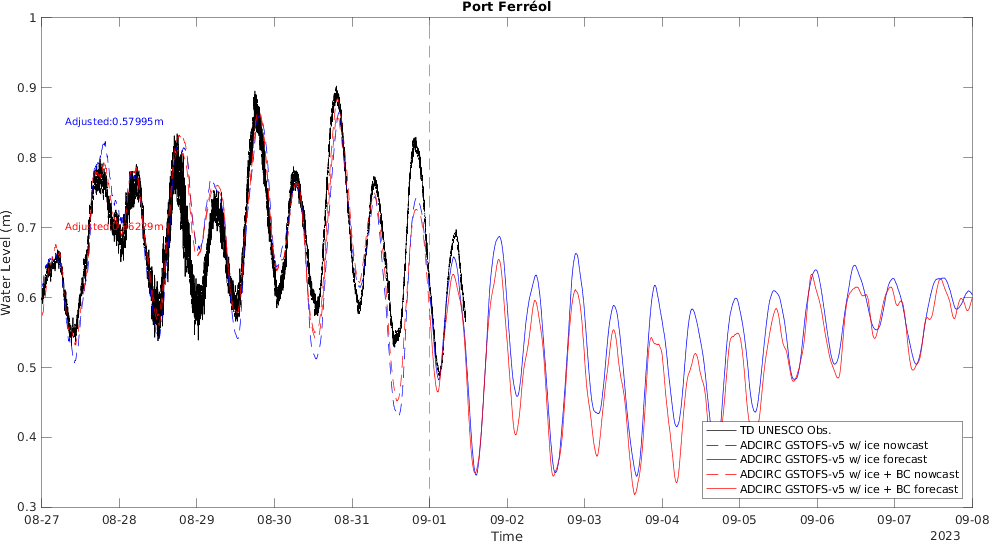 Port Ferréol
1
0.9
0.8
0.7
0.6
0.5
0.4
0.3
Water Level (m)
Adjusted:0.57995m
TD UNESCO Obs.
ADCIRC GSTOFS-v5 w/ ice nowcast
ADCIRC GSTOFS-v5 w/ ice forecast
ADCIRC GSTOFS-v5 w/ ice + BC nowcast
ADCIRC GSTOFS-v5 w/ ice + BC forecast
08-27 08-28 08-29 08-30 08-31 09-01 09-02 09-03 09-04 09-05 09-06 09-07 09-08
Time
2023